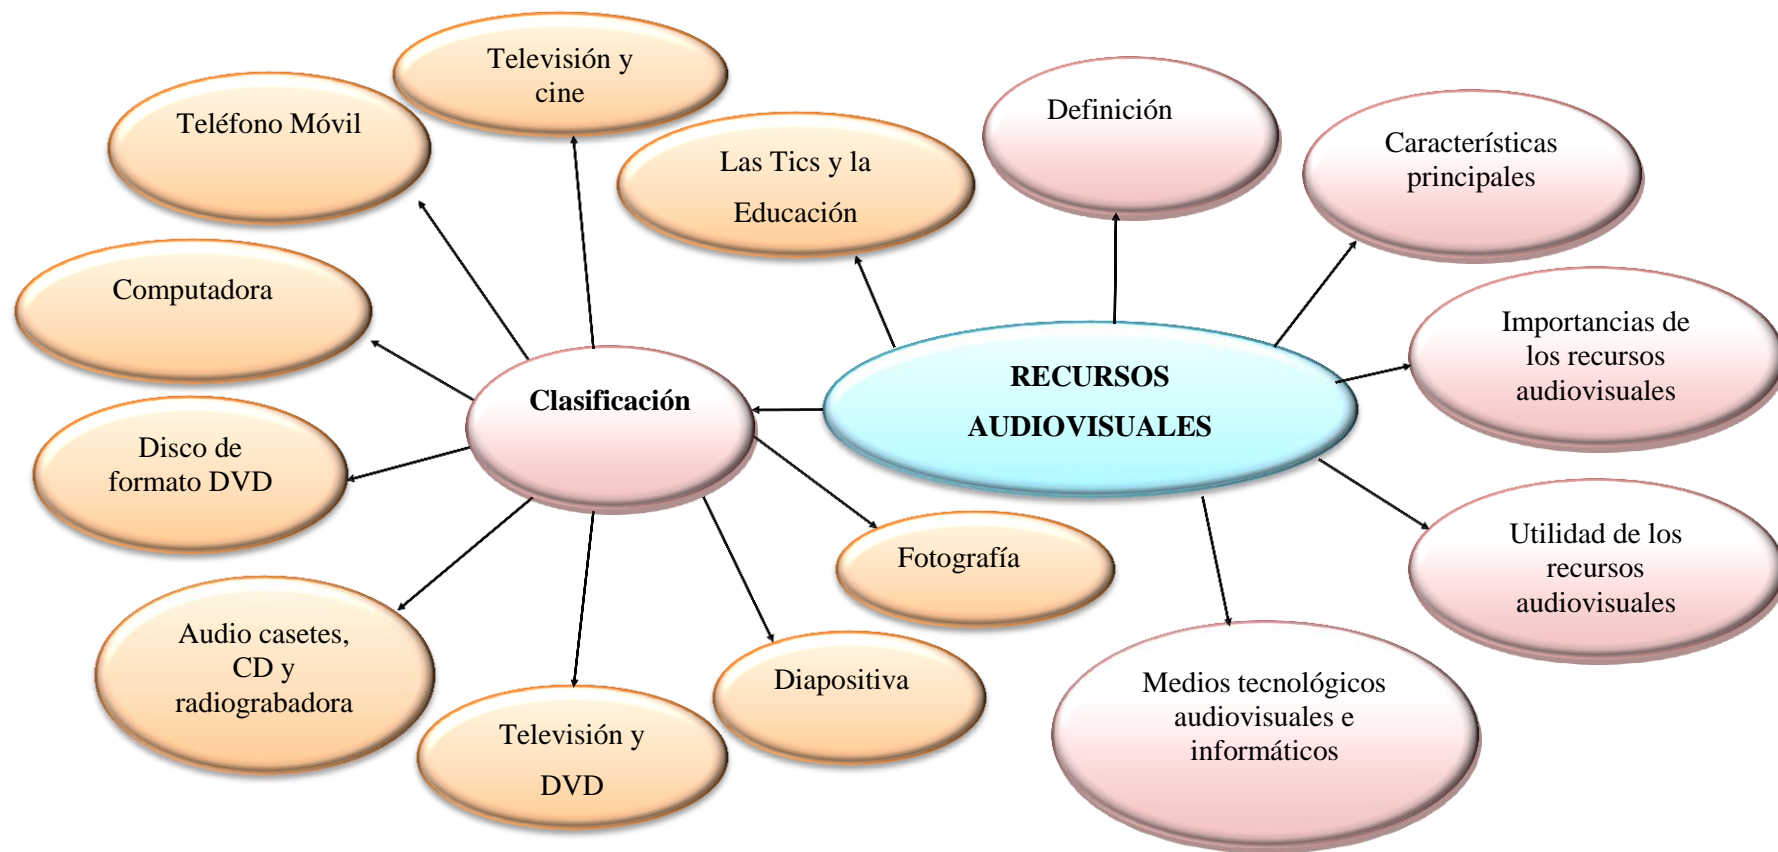 Televisión y
cine
Teléfono Móvil
Las Tics y la
Educación
Definición
Características
principales
Computadora
Importancias de
los recursos
audiovisuales
RECURSOS
AUDIOVISUALES
Clasificación
Disco de
formato DVD
Fotografía
Utilidad de los
recursos
audiovisuales
Audio casetes,
CD y
radiograbadora
Diapositiva
Medios tecnológicos
audiovisuales e
informáticos
Televisión y
DVD